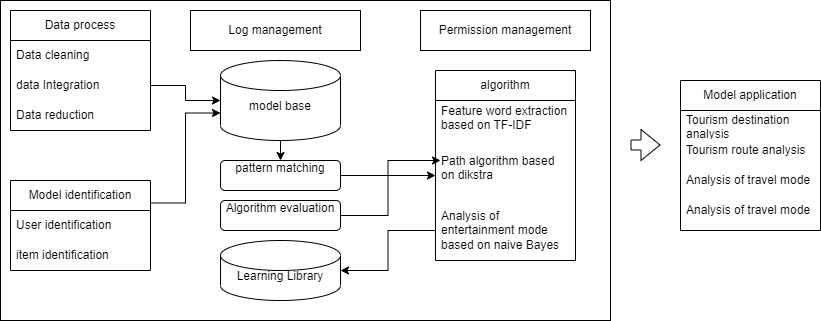 Data process
Data cleaning
data Integration
Data reduction
Log management
Permission management
model base
pattern matching
Algorithm evaluation
Learning Library
Model identification
User identification
item identification
algorithm
Feature word extraction
based on TF-IDF
Path algorithm based
on dikstra
Analysis of
entertainment mode
based on naive Bayes
Model application
Tourism destination
analysis
Tourism route analysis
Analysis of travel mode
Analysis of travel mode